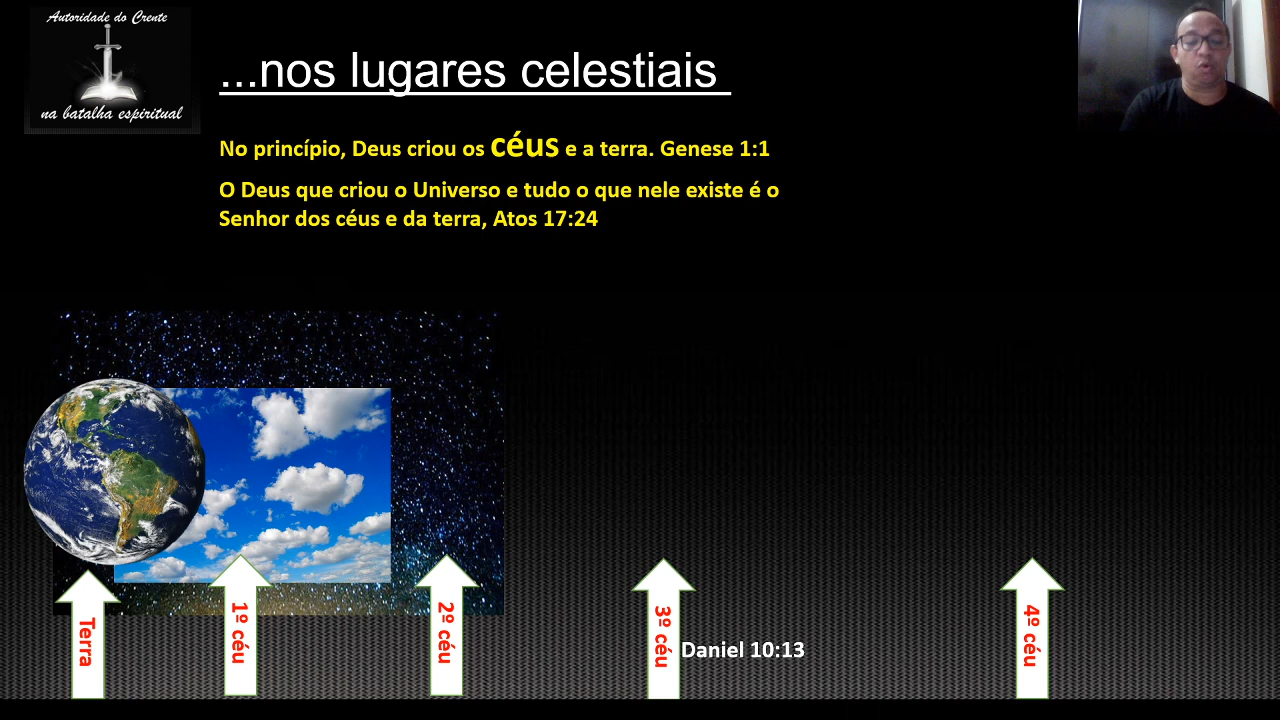 Autoridade do Crente
na batalha espiritual
...nos lugares celestiais
No princípio, Deus criou os céus e a terra. Genese 1:1
O Deus que criou o Universo e tudo o que nele existe é o
Senhor dos céus e da terra, Atos 17:24
Terra
1º céu
2º céu
3º céu
Daniel 10:13
4º céu